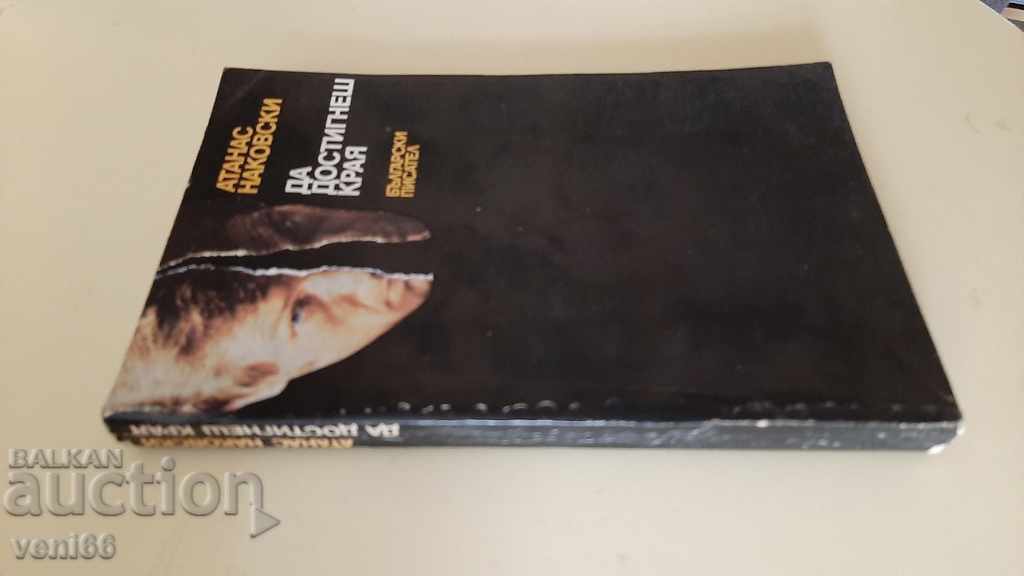 АТАНАС
НАКОВСКИ
ДА
ДОСТИГНЕШ
КРАЯ
БЪЛГАРСКИ
ПИСАТЕЛ
АТАНАС НАКОВСКИ
ДА ДОСТИГНЕШ КРАЯ
BALKAN
auction
veni66